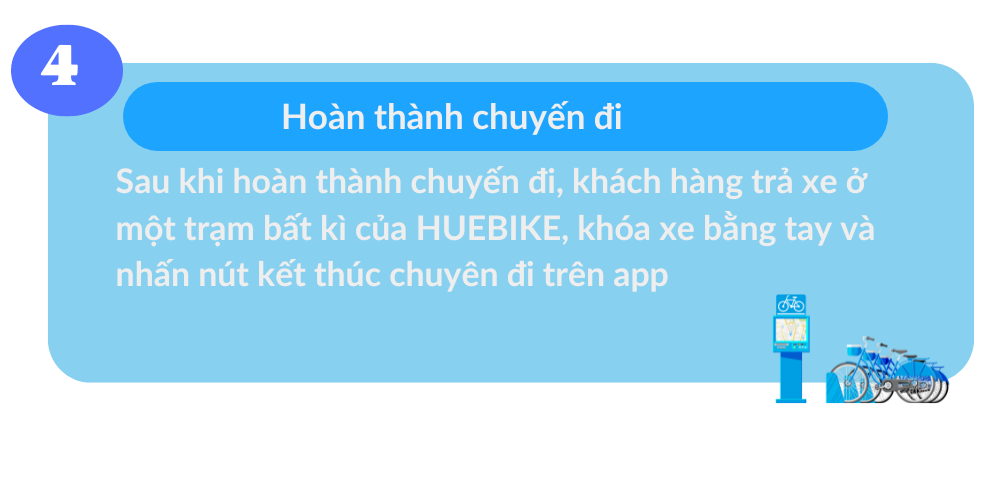 4
Hoàn thành chuyến đi
Sau khi hoàn thành chuyến đi, khách hàng trả xe ở
một trạm bất kì của HUEBIKE, khóa xe bằng tay và
nhấn nút kết thúc chuyên đi trên app